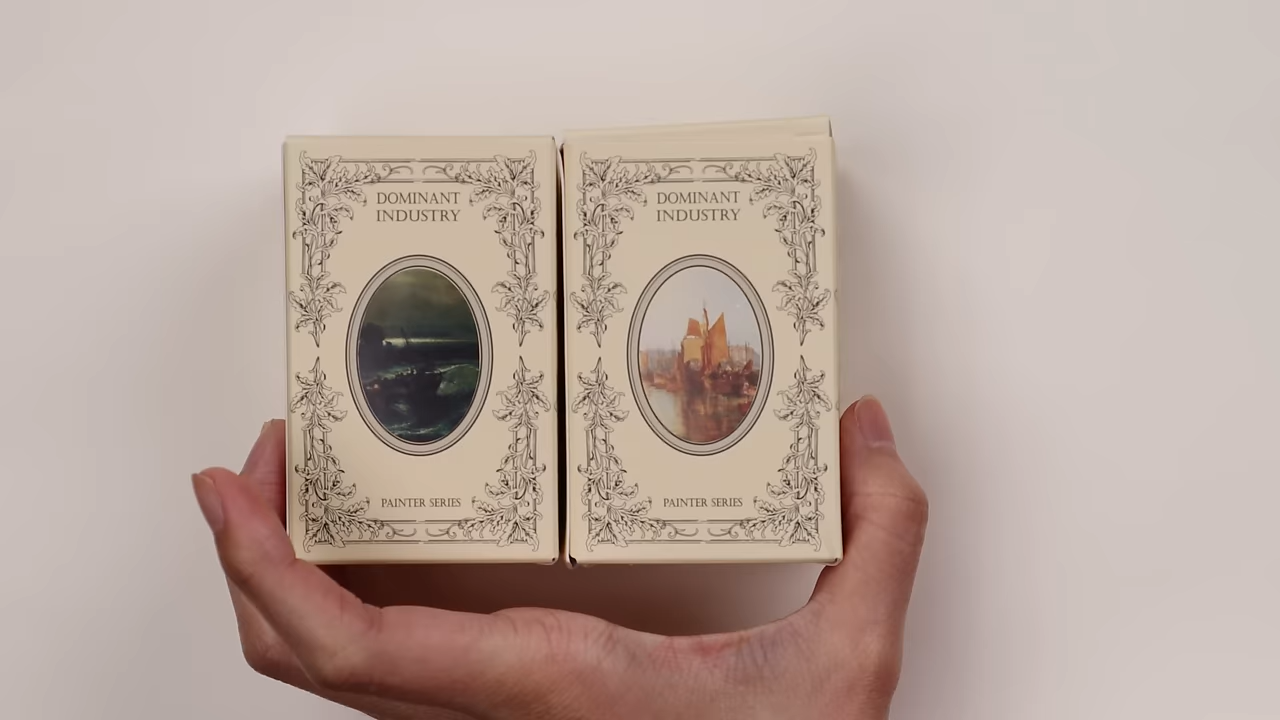 DOMINANT
INDUSTRY
PAINTER SERIES
DOMINANT
INDUSTRY
PAINTER SERIES